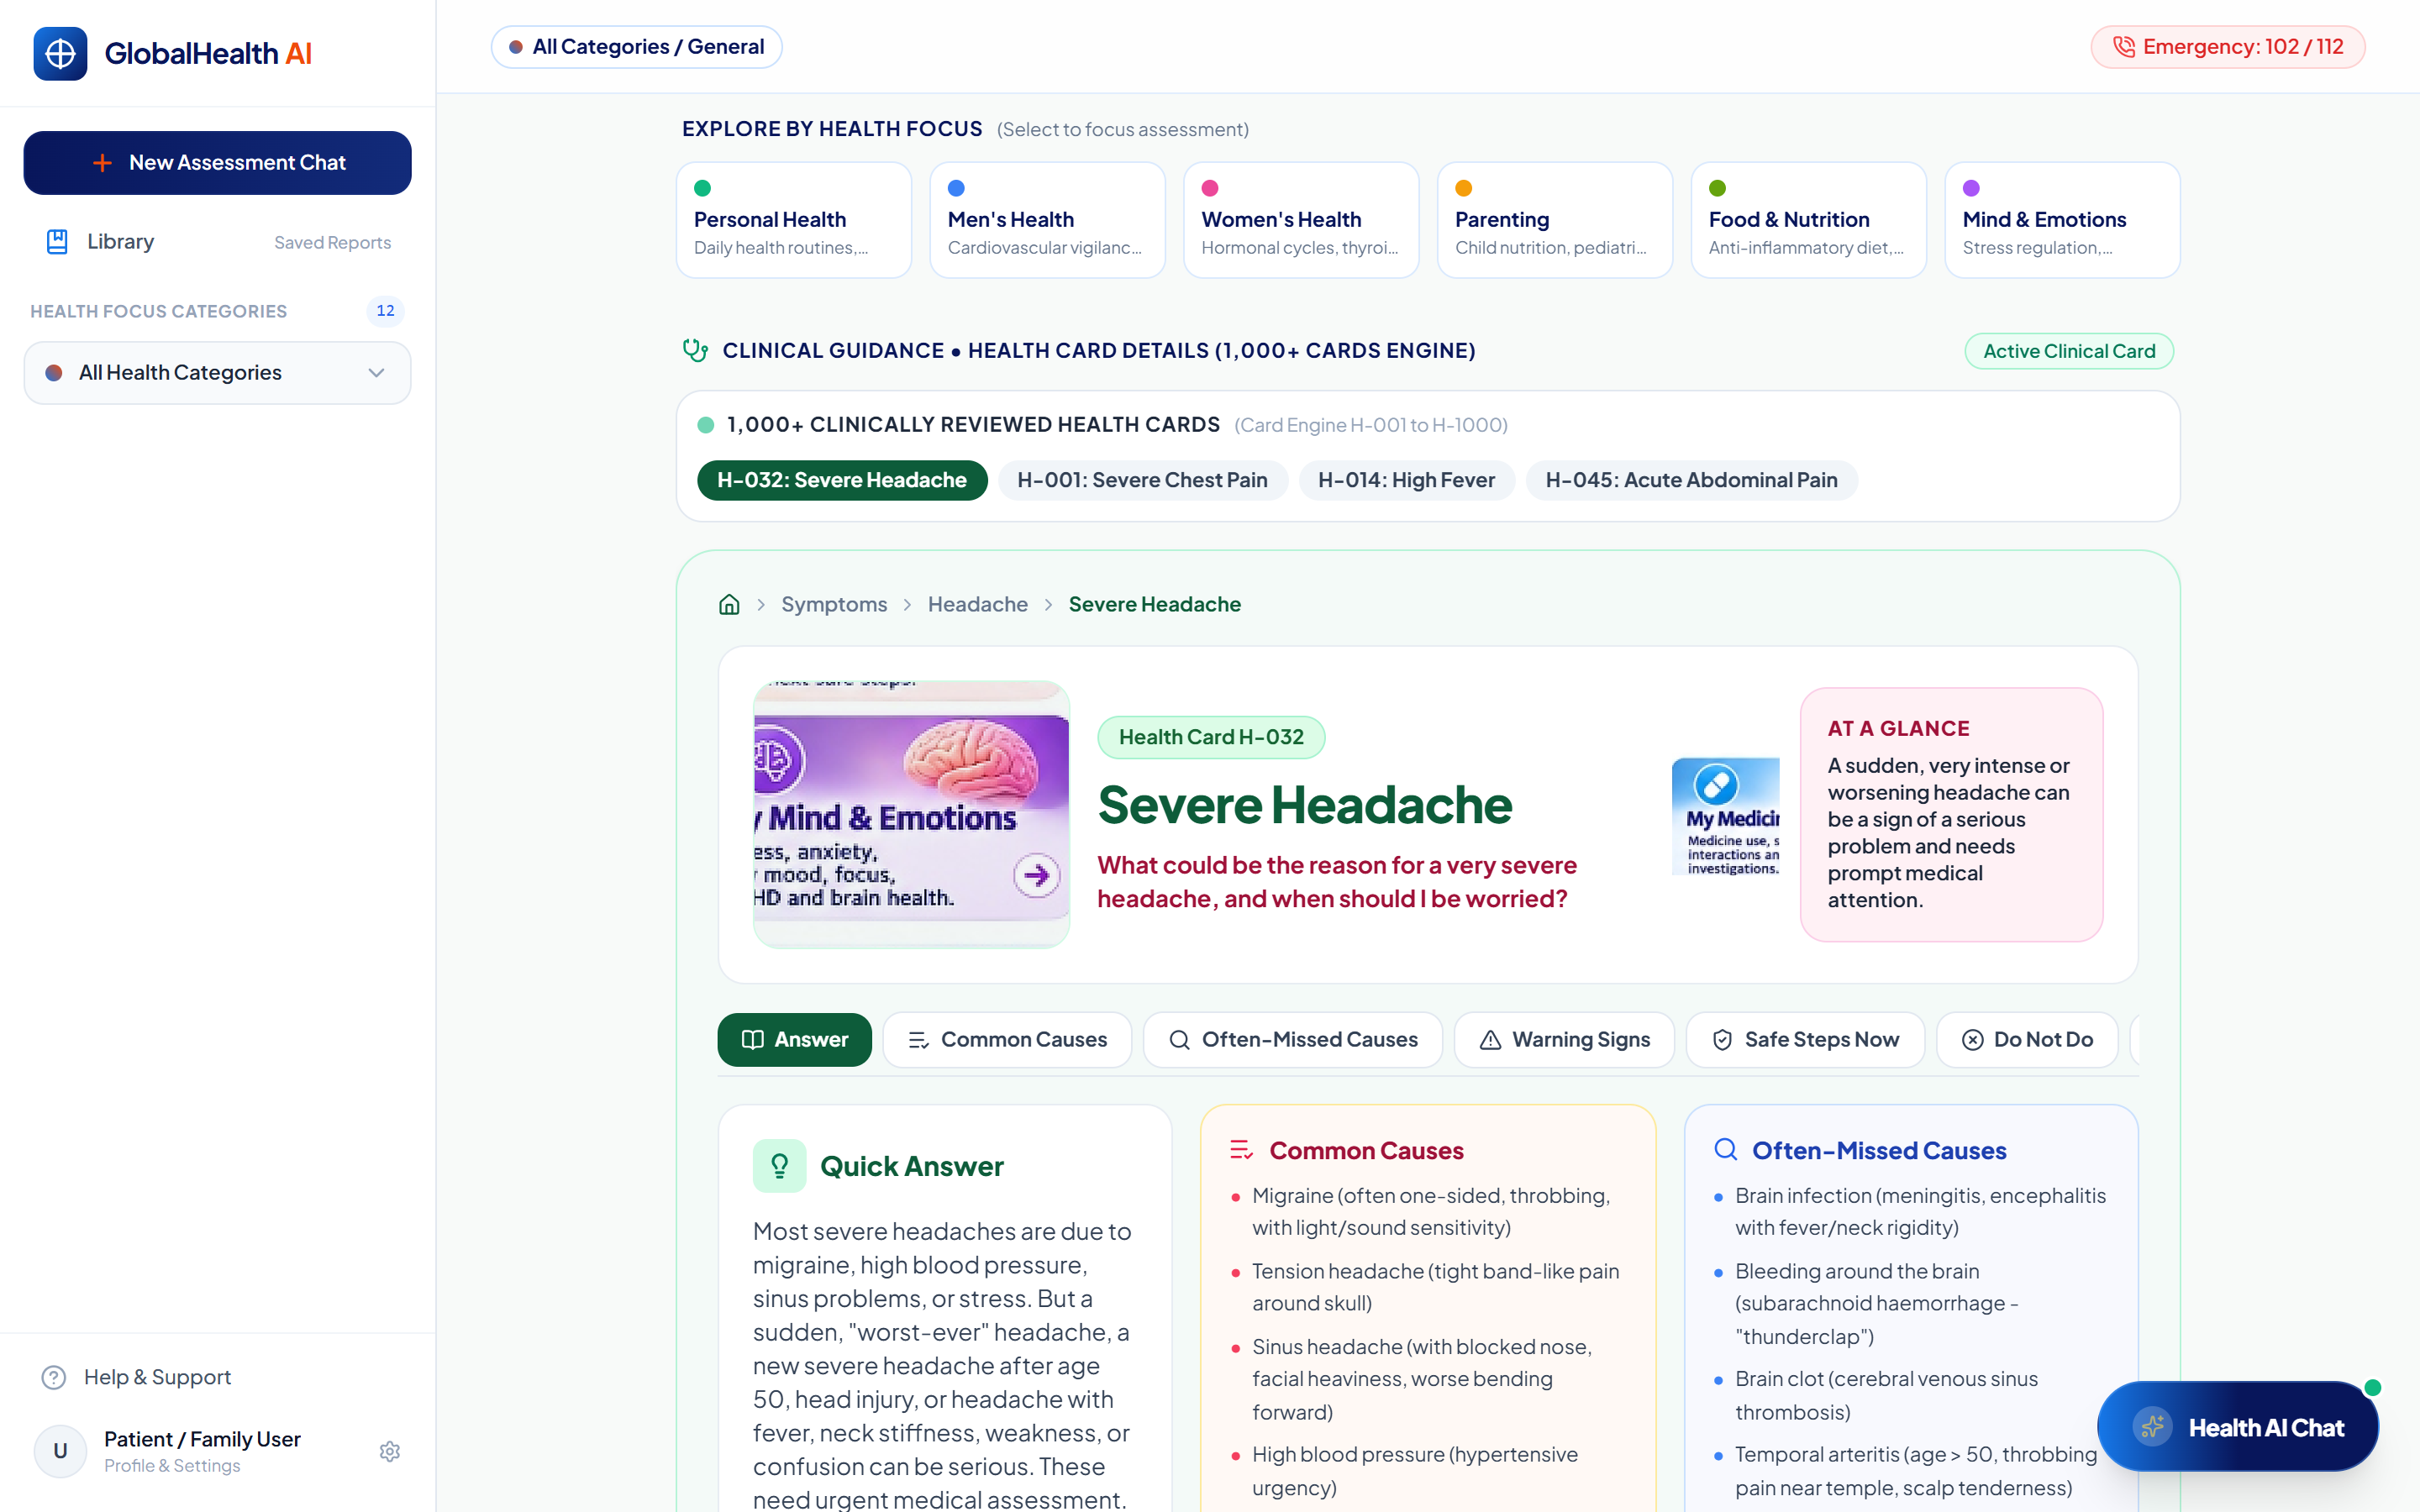 GlobalHealth AI
New Assessment Chat
Library
Saved Reports
HEALTH FOCUS CATEGORIES
12
All Health Categories
Help & Support
U
Patient / Family User
Profile & Settings
All Categories / General
Emergency: 102 / 112
EXPLORE BY HEALTH FOCUS (Select to focus assessment)
Personal Health
Daily health routines,...
Men's Health
Cardiovascular vigilanc...
Women's Health
Hormonal cycles, thyroi...
Parenting
Child nutrition, pediatri...
Food & Nutrition
Anti-inflammatory diet,...
Mind & Emotions
Stress regulation,...
CLINICAL GUIDANCE • HEALTH CARD DETAILS (1,000+ CARDS ENGINE)
Active Clinical Card
1,000+ CLINICALLY REVIEWED HEALTH CARDS (Card Engine H-001 to H-1000)
H-032: Severe Headache
H-001: Severe Chest Pain
H-014: High Fever
H-045: Acute Abdominal Pain
Symptoms
Headache
Severe Headache
y Mind & Emotions
ess, anxiety,
mood, focus,
HD and brain health.
Health Card H-032
Severe Headache
What could be the reason for a very severe
headache, and when should I be worried?
My Medicin
Medicine use, s
interactions an
investigations.
AT A GLANCE
A sudden, very intense or
worsening headache can
be a sign of a serious
problem and needs
prompt medical
attention.
Answer
Common Causes
Often-Missed Causes
Warning Signs
Safe Steps Now
Do Not Do
Quick Answer
Most severe headaches are due to
migraine, high blood pressure,
sinus problems, or stress. But a
sudden, "worst-ever" headache, a
new severe headache after age
50, head injury, or headache with
fever, neck stiffness, weakness, or
confusion can be serious. These
need urgent medical assessment.
Common Causes
Migraine (often one-sided, throbbing,
with light/sound sensitivity)
Tension headache (tight band-like pain
around skull)
Sinus headache (with blocked nose,
facial heaviness, worse bending
forward)
High blood pressure (hypertensive
urgency)
Often-Missed Causes
Brain infection (meningitis, encephalitis
with fever/neck rigidity)
Bleeding around the brain
(subarachnoid haemorrhage -
"thunderclap")
Brain clot (cerebral venous sinus
thrombosis)
Temporal arteritis (age > 50, throbbing
pain near temple, scalp tenderness)
Health AI Chat